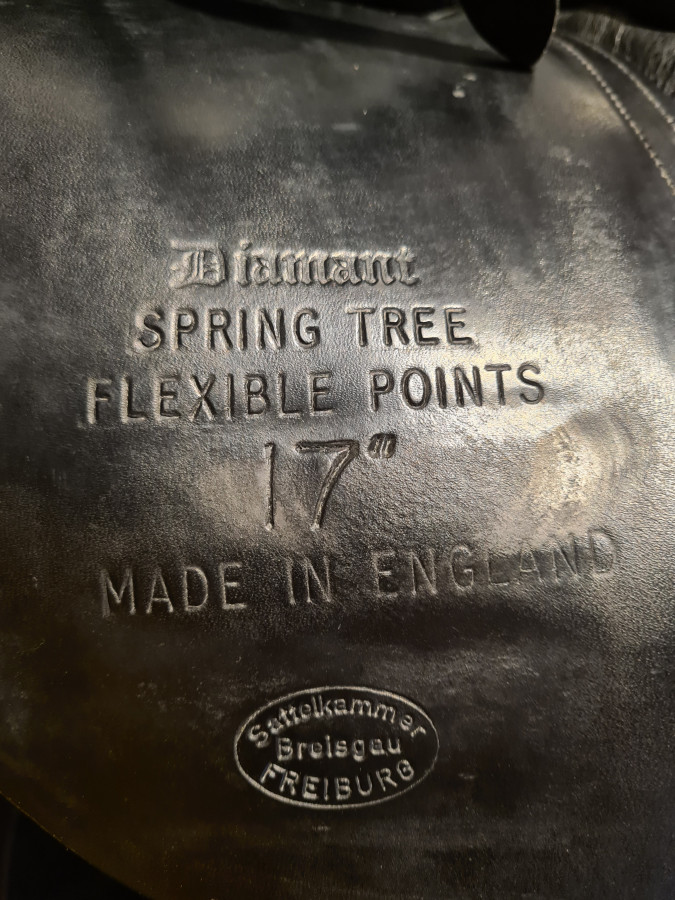 Diamant
SPRING TREE
FLEXIBLE POINTS
17"
MADE IN ENGLAND
Sattelkammer
Breisgau
FREIBURG